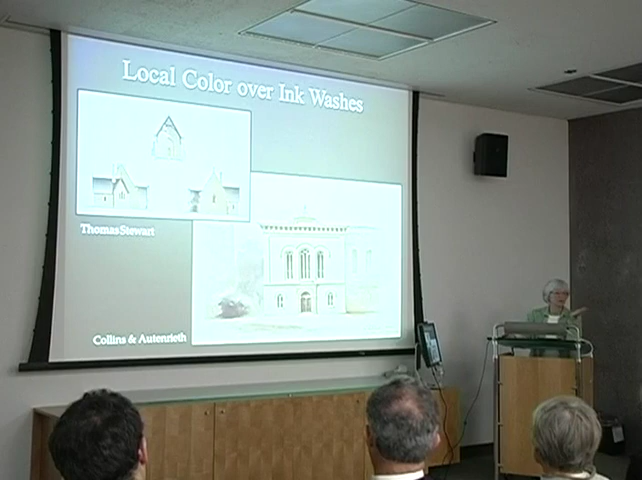 Local Color over Ink Washes
Thomas Stewart
Collins & Autenrieth